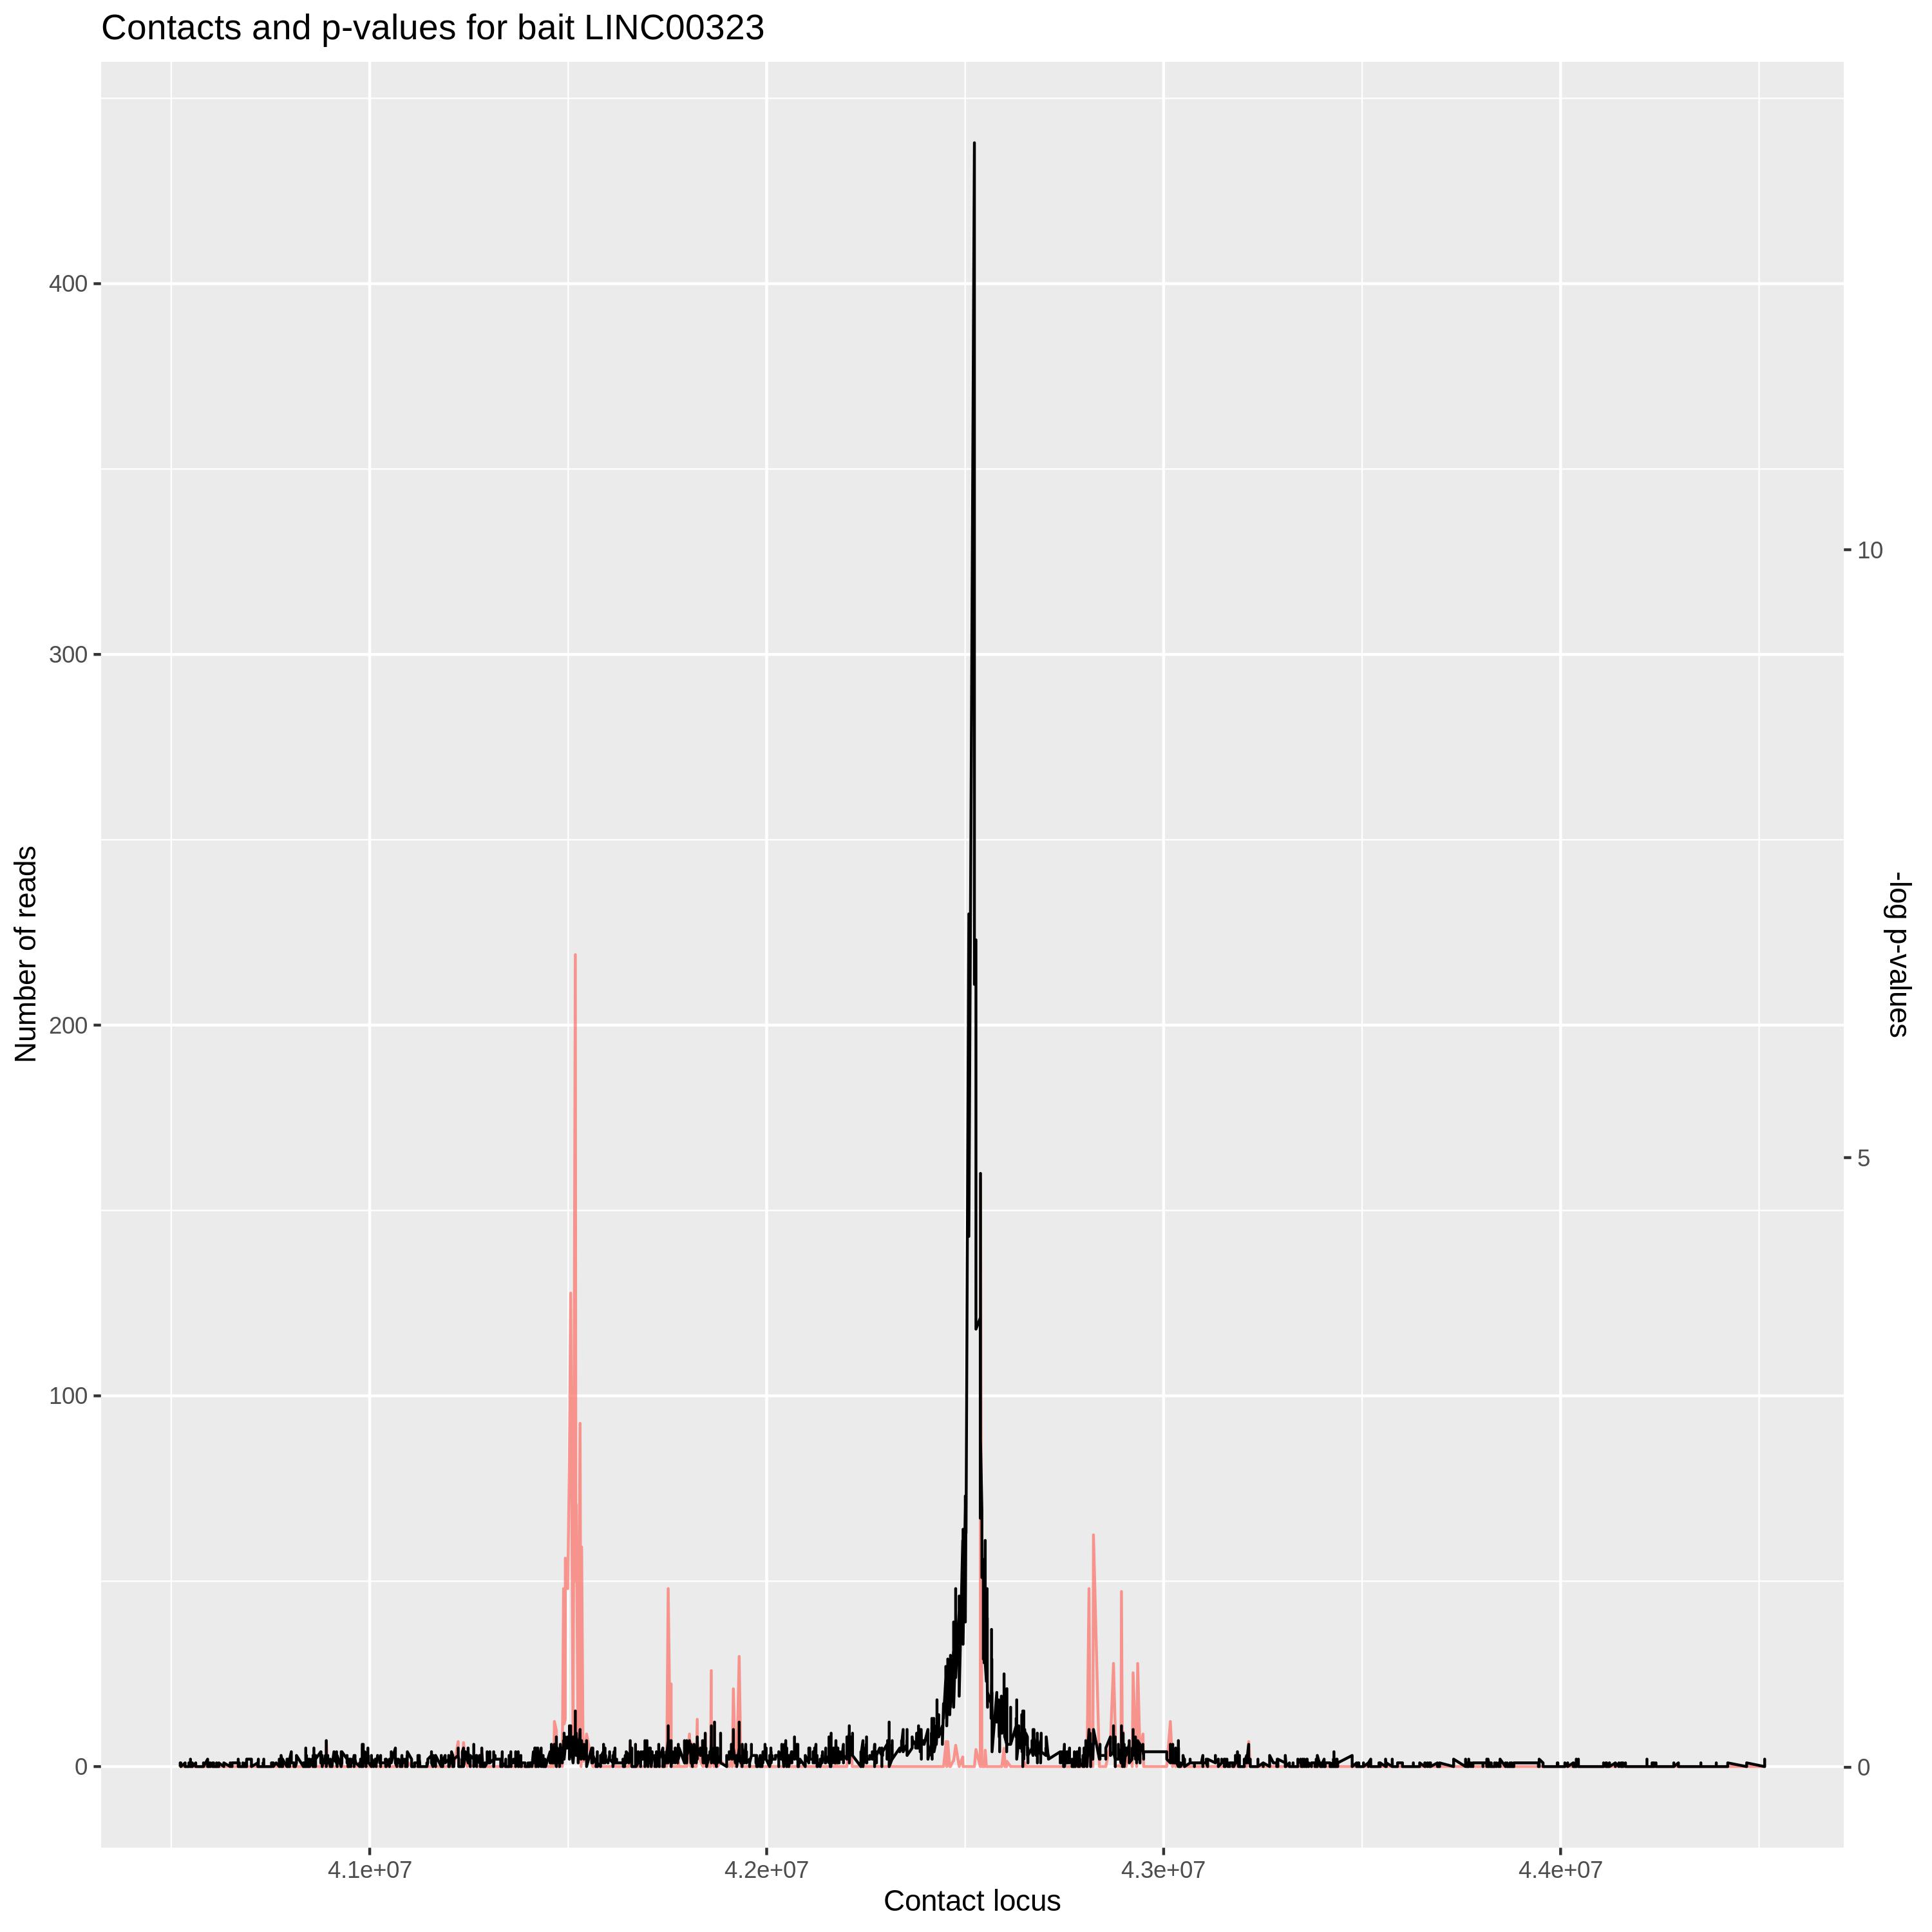 Contacts and p-values for bait LINC00323
400
300
200
100
0
Number of reads
10
5
0
-log p-values
4.1e+07
4.2e+07
4.3e+07
4.4e+07
Contact locus